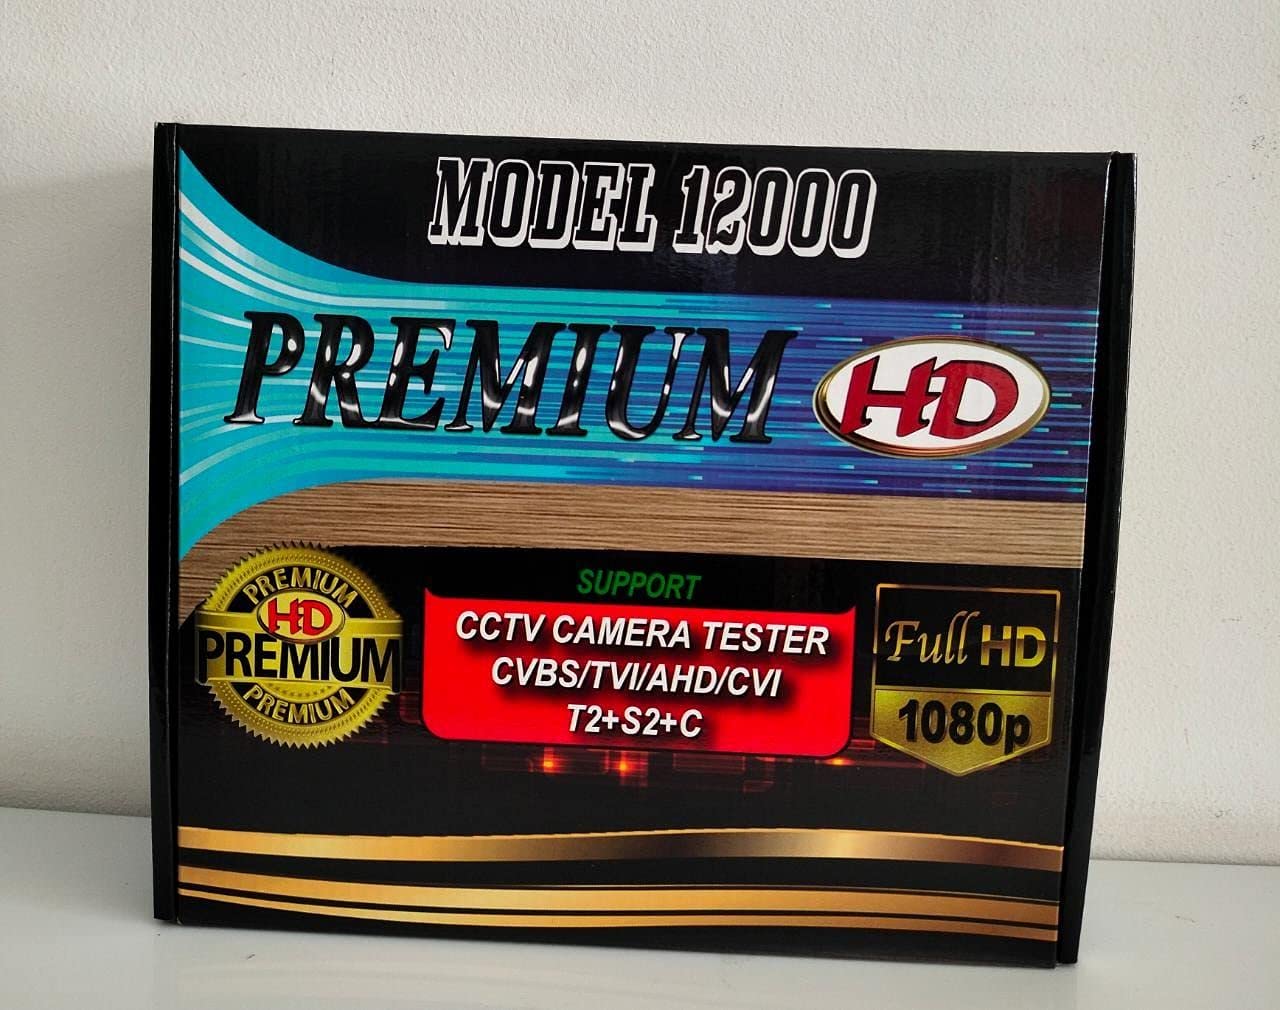 MODEL 12000
PREMIUM HD
PREMIUM
HD
PREMIUM
PREMIUM
SUPPORT
CCTV CAMERA TESTER
CVBS/TVI/AHD/CVI
T2+S2+C
Full HD
1080p